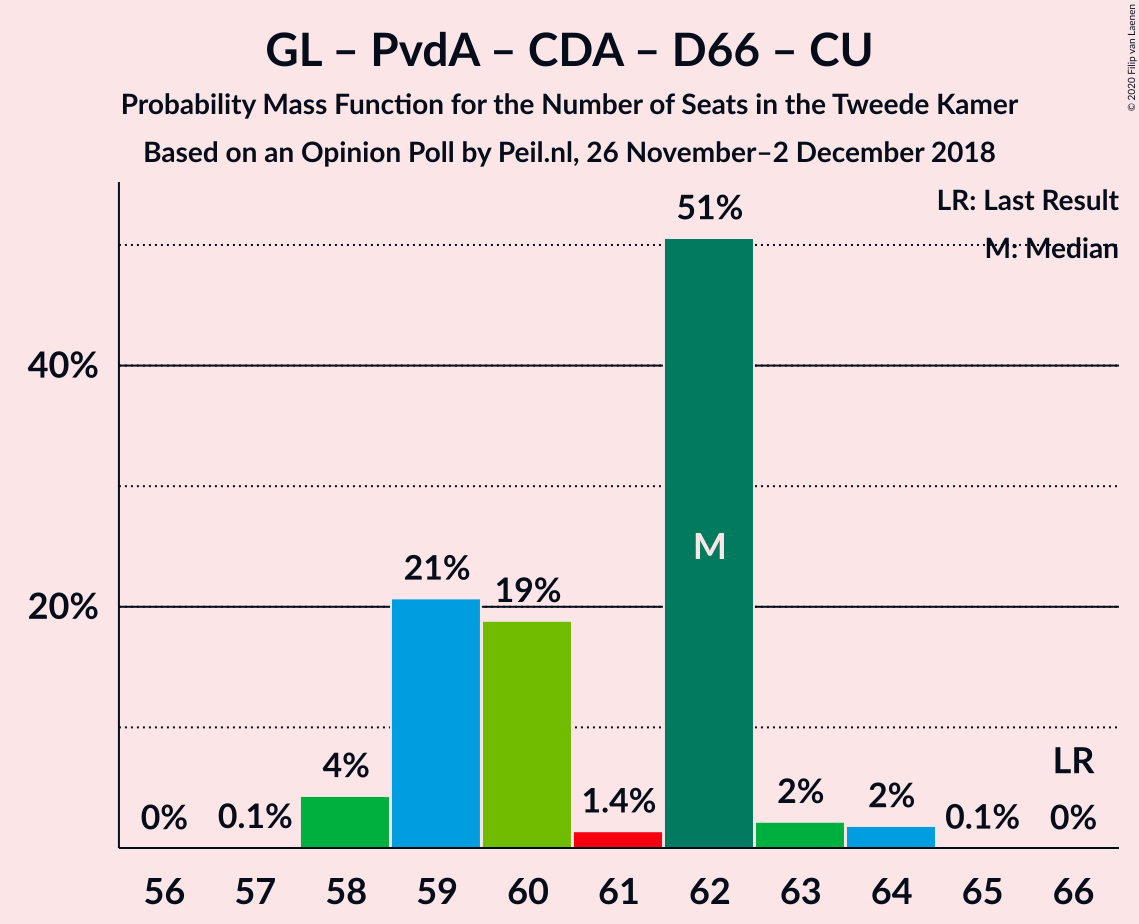 GL – PvdA – CDA – D66 – CU
Probability Mass Function for the Number of Seats in the Tweede Kamer
Based on an Opinion Poll by Peil.nl, 26 November–2 December 2018
© 2020 Filip van Laenen
LR: Last Result
M: Median
51%
40%
M
21%
19%
20%
LR
4%
1.4%
2%
2%
0%
0.1%
0.1%
0%
56 57 58 59 60 61 62 63 64 65 66